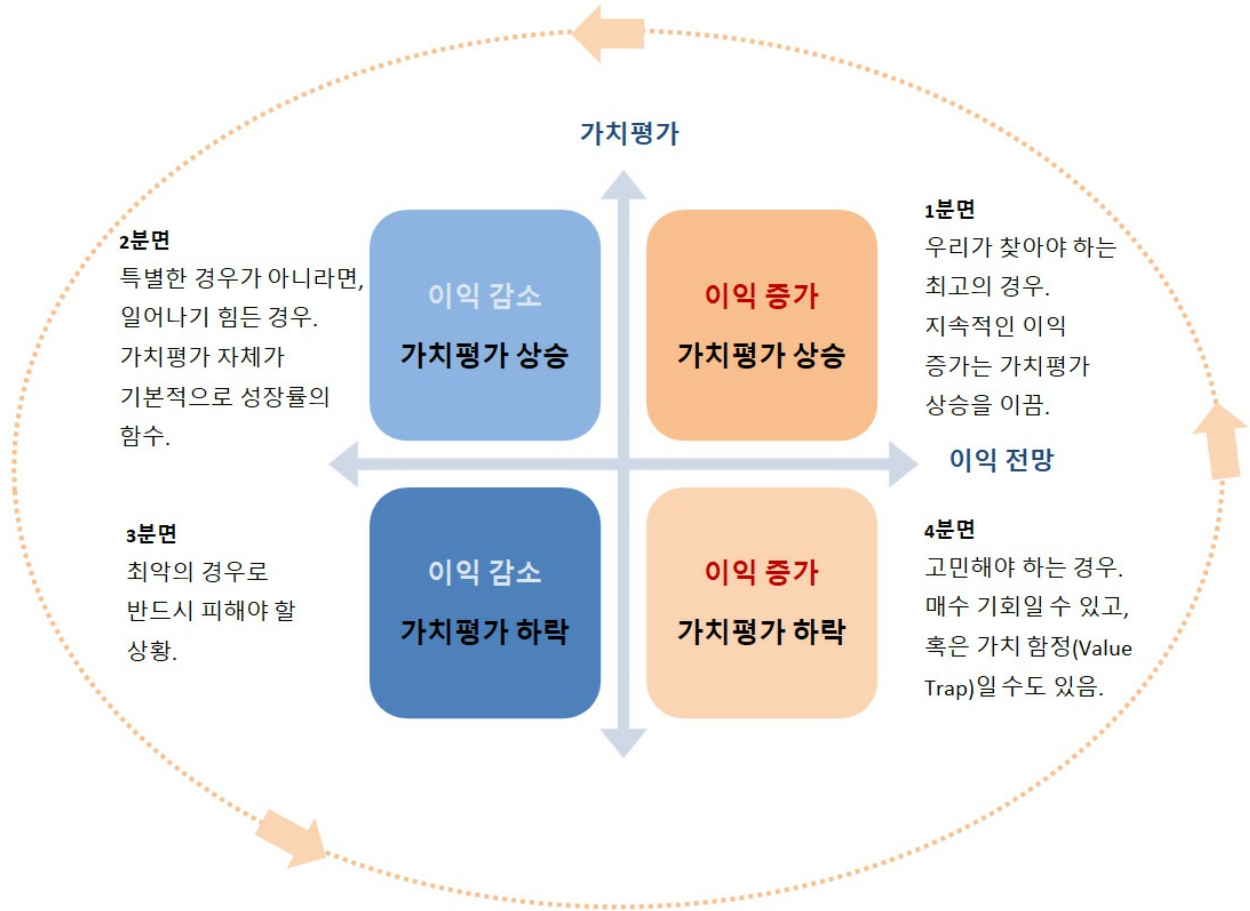 가치평가
2분면
특별한 경우가 아니라면,
일어나기 힘든 경우.
가치평가 자체가
기본적으로 성장률의
함수.
이익 감소
가치평가 상승
이익 증가
가치평가 상승
1분면
우리가 찾아야 하는
최고의 경우.
지속적인 이익
증가는 가치평가
상승을 이끔.
이익 전망
3분면
최악의 경우로
반드시 피해야 할
상황.
이익 감소
가치평가 하락
이익 증가
가치평가 하락
4분면
고민해야 하는 경우.
매수 기회일 수 있고,
혹은 가치 함정(Value
Trap)일 수도 있음.